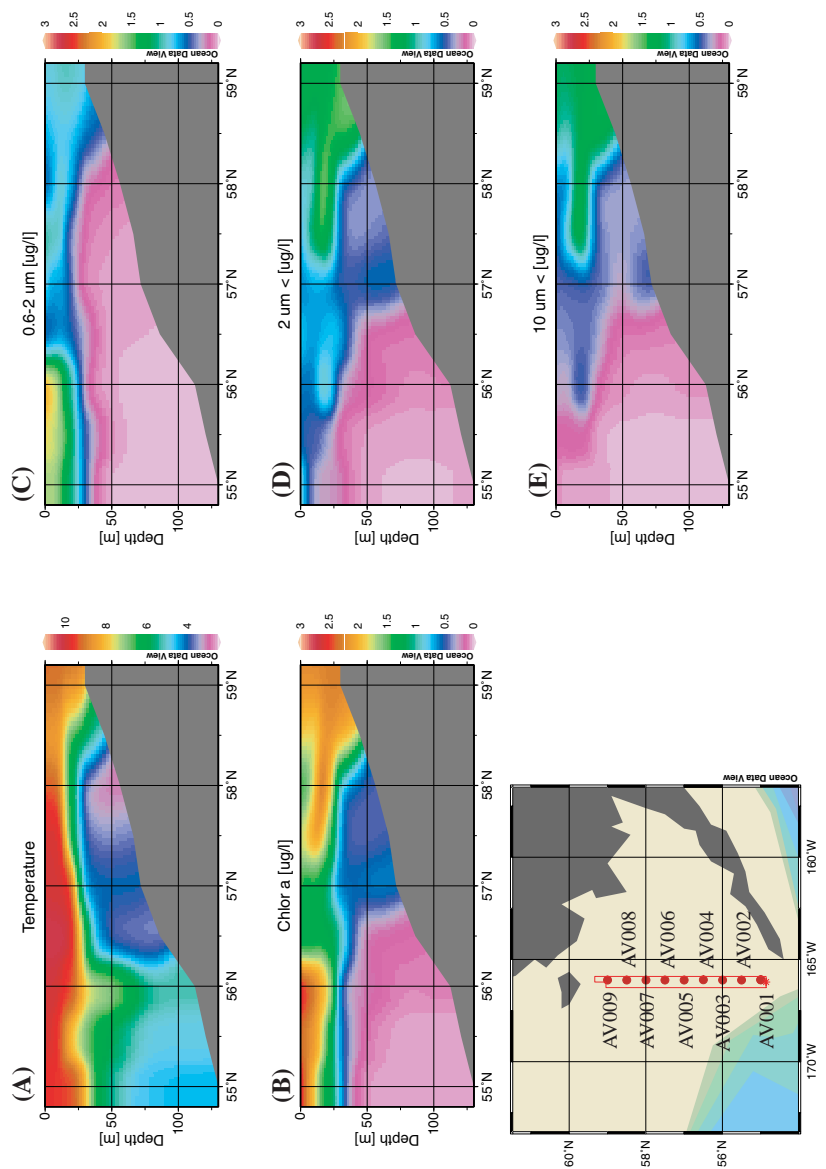 (A)
Temperature
Depth [m]
0
50
100
55˚N
56˚N
57˚N
58˚N
59˚N
10
8
6
4
Ocean Data View
(B)
Chlor a [ug/l]
Depth [m]
0
50
100
55˚N
56˚N
57˚N
58˚N
59˚N
3
2.5
2
1.5
1
0.5
0
Ocean Data View
60˚N
58˚N
56˚N
170˚W
165˚W
160˚W
AV009
AV008
AV007
AV006
AV005
AV004
AV003
AV002
AV001
Ocean Data View
(C)
0.6-2 um [ug/l]
Depth [m]
0
50
100
55˚N
56˚N
57˚N
58˚N
59˚N
3
2.5
2
1.5
1
0.5
0
Ocean Data View
(D)
2 um < [ug/l]
Depth [m]
0
50
100
55˚N
56˚N
57˚N
58˚N
59˚N
3
2.5
2
1.5
1
0.5
0
Ocean Data View
(E)
10 um < [ug/l]
Depth [m]
0
50
100
55˚N
56˚N
57˚N
58˚N
59˚N
3
2.5
2
1.5
1
0.5
0
Ocean Data View